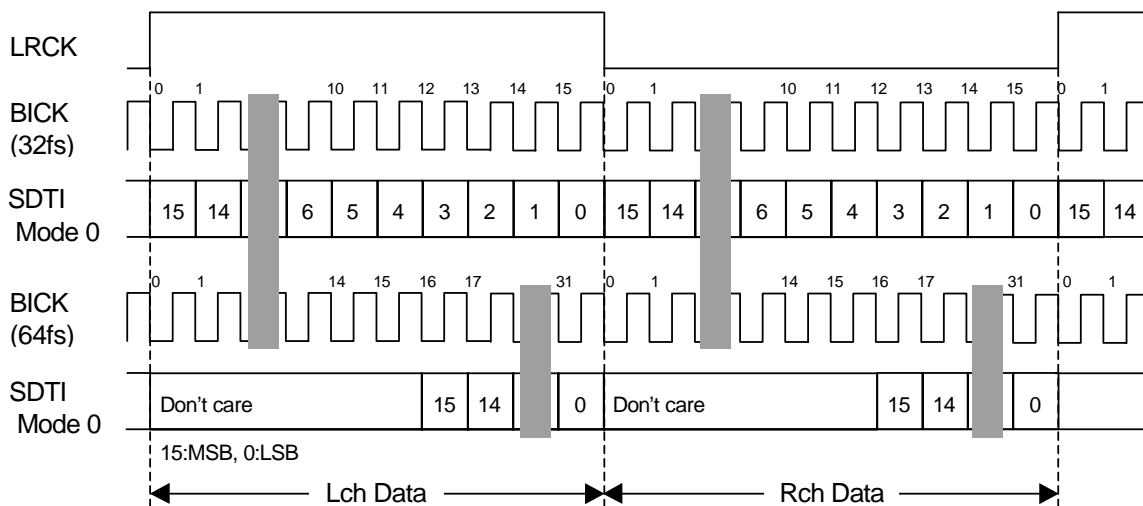 LRCK
0 1 10 11 12 13 14 15 0 1 10 11 12 13 14 15 0 1
BICK
(32fs)
SDTI
Mode 0
15 14 6 5 4 3 2 1 0 15 14 6 5 4 3 2 1 0 15 14
0 1 14 15 16 17 31 0 1 14 15 16 17 31 0 1
BICK
(64fs)
SDTI
Mode 0
Don't care 15 14 0 Don't care 15 14 0
15:MSB, 0:LSB
Lch Data Rch Data